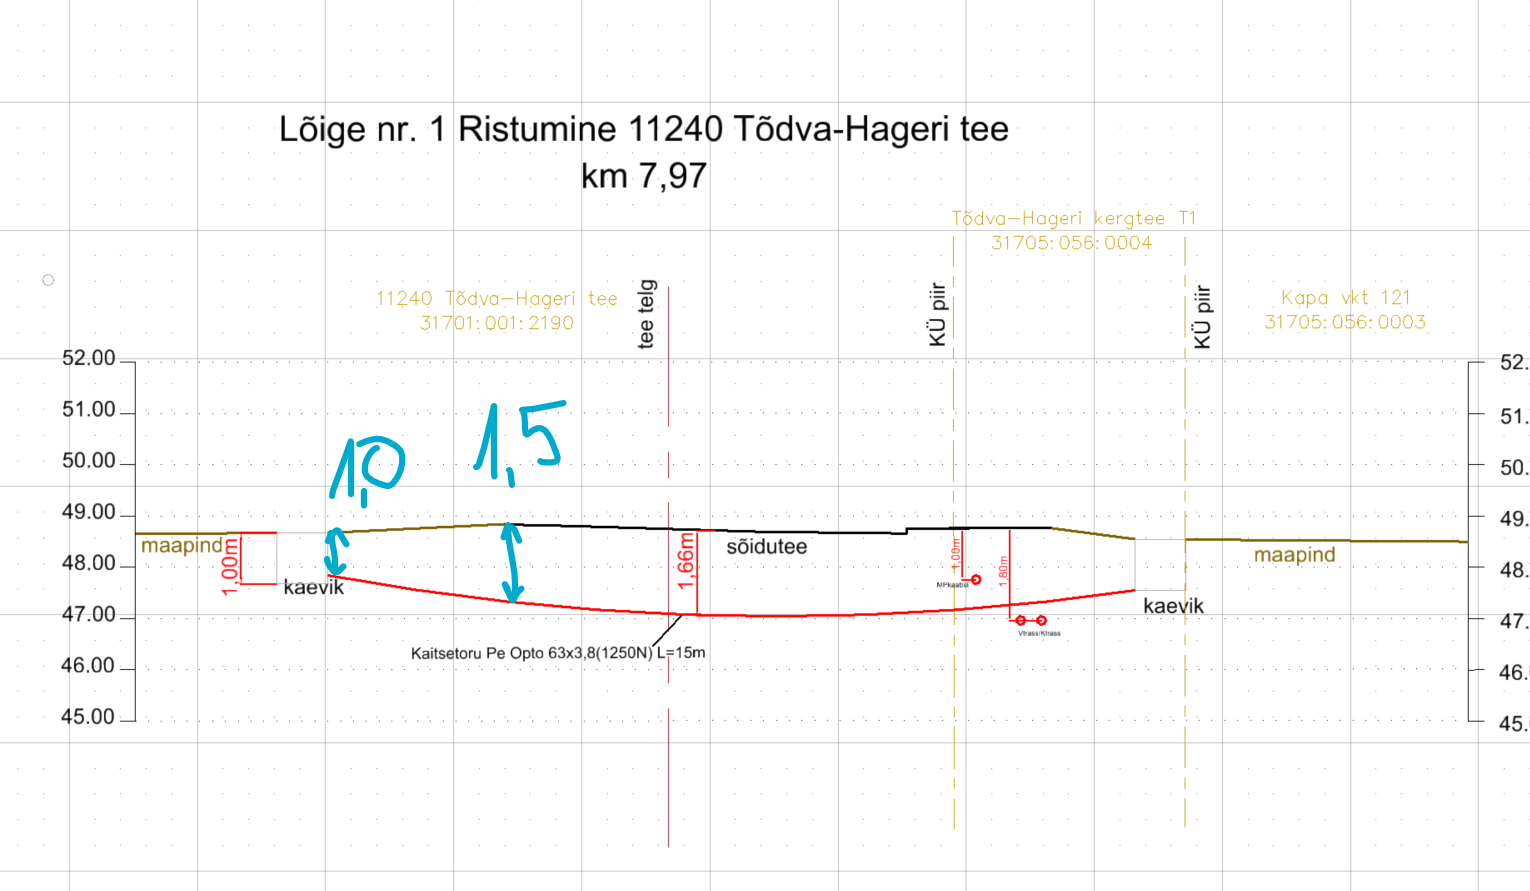 Lõige nr. 1 Ristumine 11240 Tõdva-Hageri tee
km 7,97
Tõdva-Hageri kergtee T1
31705:056:0004
11240 Tõdva-Hageri tee
31701:001:2190
tee telg
KÜ piir
KÜ piir
Kapa vkt 121
31705:056:0003
52.00
51.00
50.00
49.00
48.00
47.00
46.00
45.00
1,0
1,5
maapind
1,00m
kaevik
1,66m
sõidutee
1,00m
MPkaabel
1,80m
Vtrass/Ktrass
kaevik
maapind
Kaitsetoru Pe Opto 63x3,8(1250N) L=15m
52.
51.
50.
49.
48.
47.
46.
45.